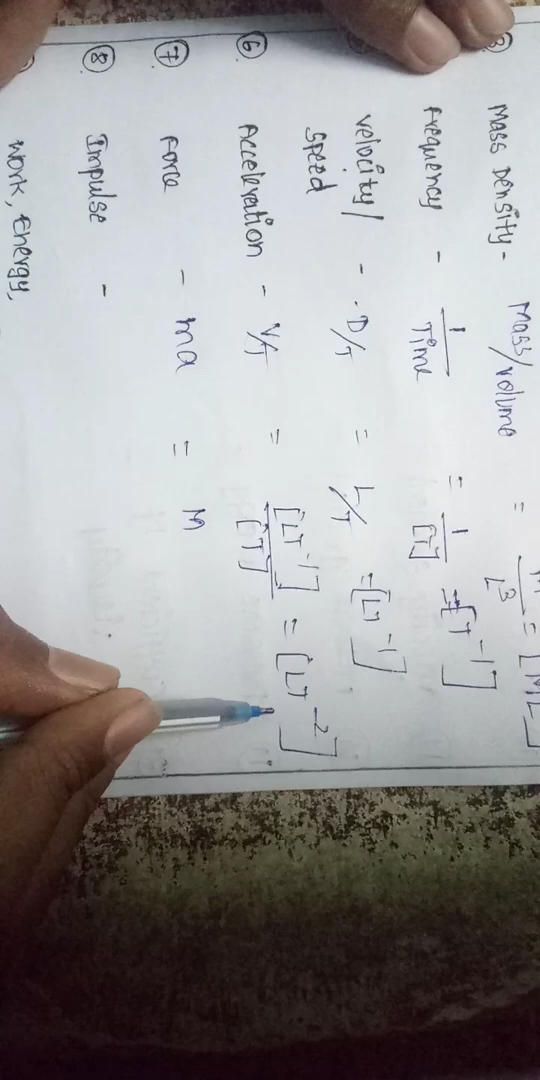 ③ Mass Density - Mass/volume = M/L³ = [ML
Frequency - 1/Time = 1/[T] = [T⁻¹]
Velocity/ Speed - D/T = L/T = [LT⁻¹]
⑥ Acceleration - V/T = [LT⁻¹]/[T] = [LT⁻²]
⑦ Force - ma = M
⑧ Impulse -
Work, Energy,